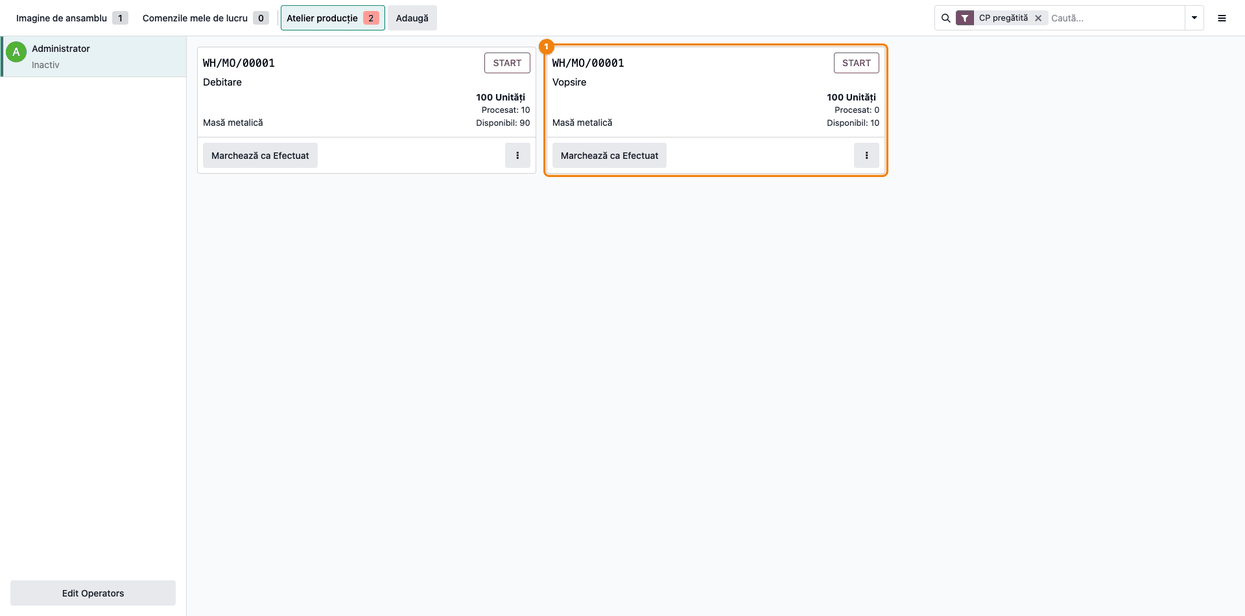 Imagine de ansamblu 1 Comenzile mele de lucru 0 Atelier producție 2 Adaugă CP pregătită Caută...
A Administrator
Inactiv
WH/MO/00001 START
Debitare
100 Unități
Procesat: 10
Masă metalică Disponibil: 90
Marchează ca Efectuat
1
WH/MO/00001 START
Vopsire
100 Unități
Procesat: 0
Masă metalică Disponibil: 10
Marchează ca Efectuat
Edit Operators